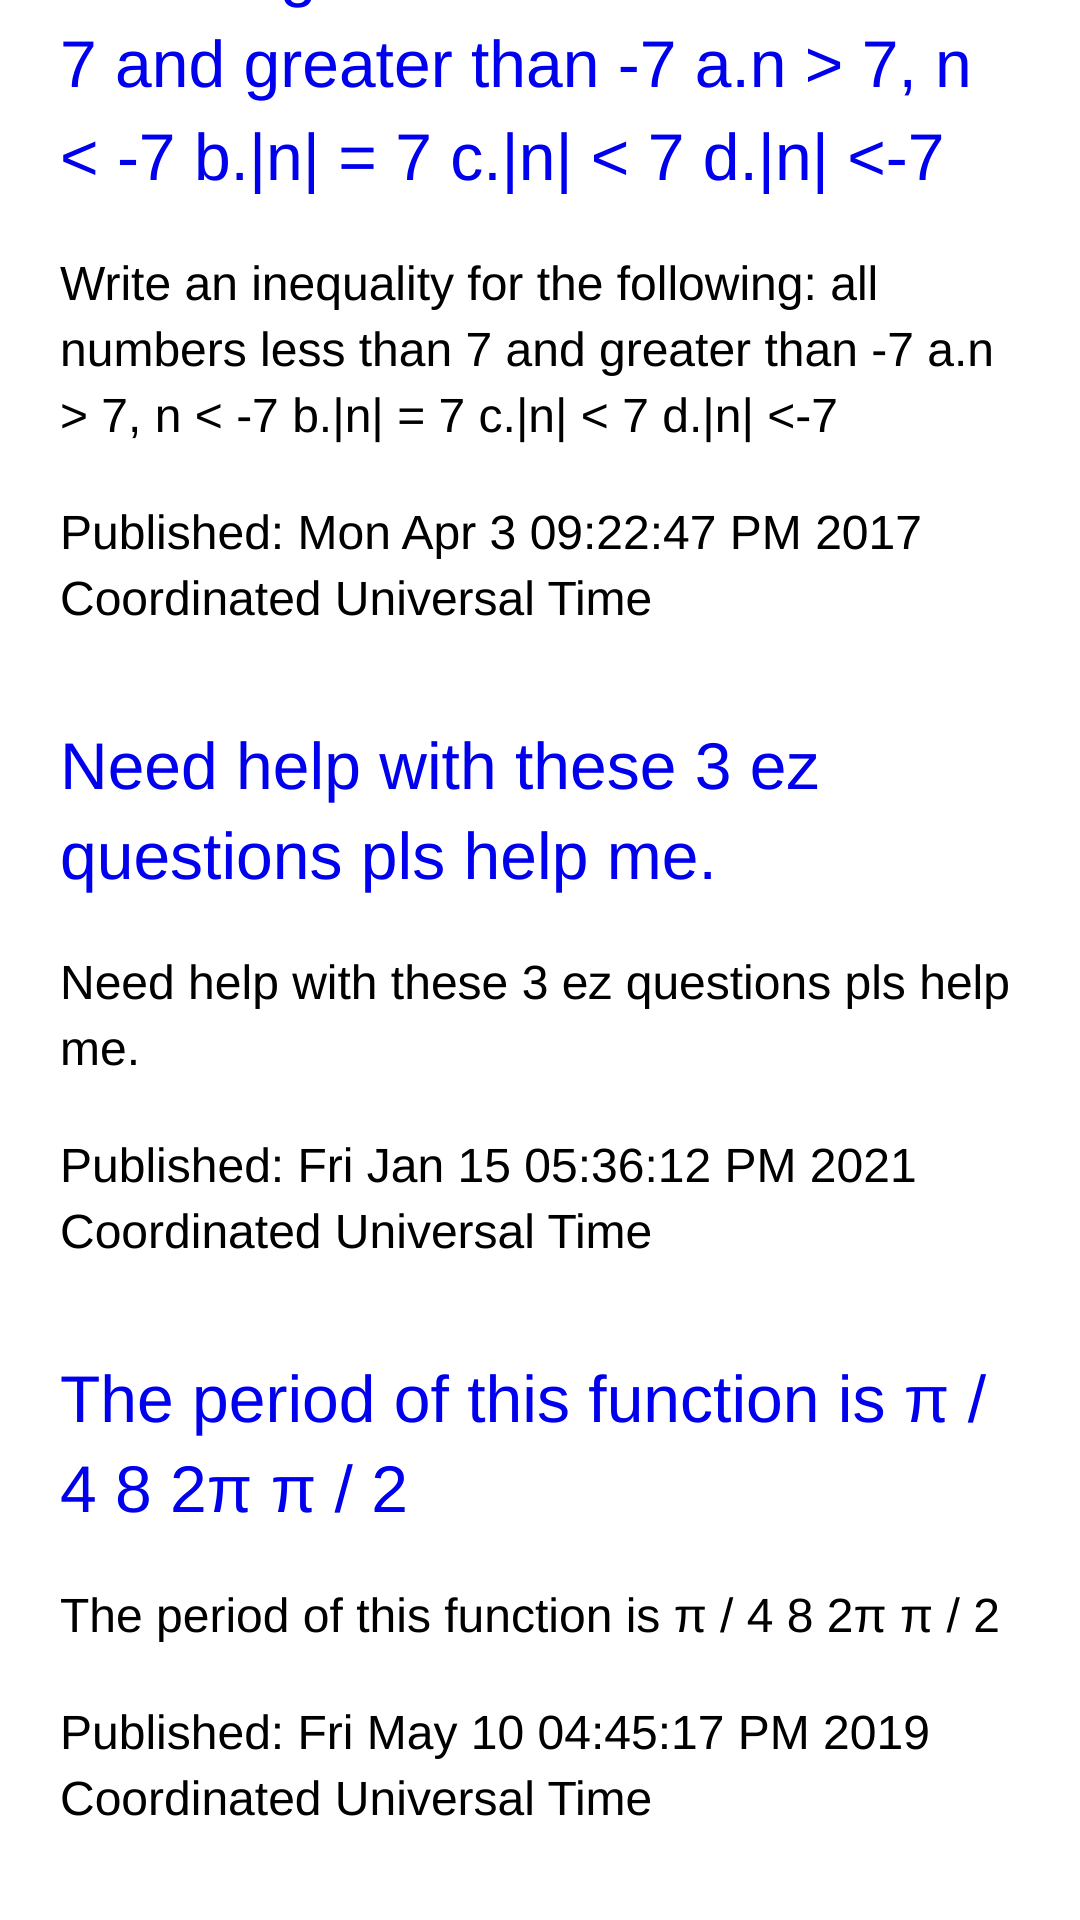 7 and greater than -7 a.n > 7, n
< -7 b.|n| = 7 c.|n| < 7 d.|n| <-7
Write an inequality for the following: all
numbers less than 7 and greater than -7 a.n
> 7, n < -7 b.|n| = 7 c.|n| < 7 d.|n| <-7
Published: Mon Apr 3 09:22:47 PM 2017
Coordinated Universal Time
Need help with these 3 ez
questions pls help me.
Need help with these 3 ez questions pls help
me.
Published: Fri Jan 15 05:36:12 PM 2021
Coordinated Universal Time
The period of this function is π /
4 8 2π π / 2
The period of this function is π / 4 8 2π π / 2
Published: Fri May 10 04:45:17 PM 2019
Coordinated Universal Time